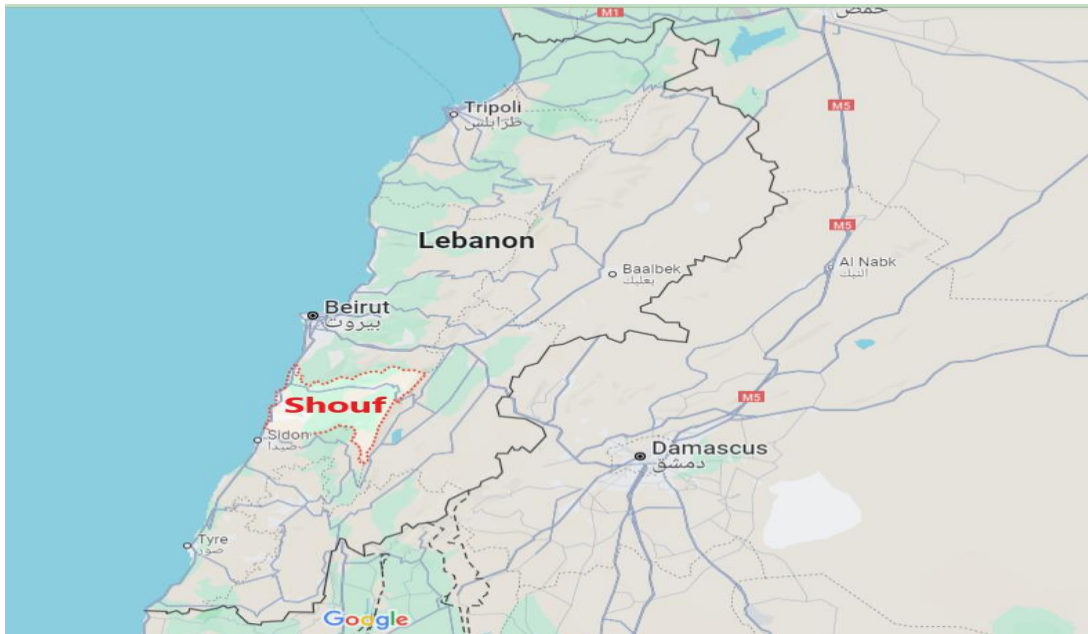 M1
حمص
Tripoli
طرابلس
M5
M5
Lebanon
Al Nabk
النبك
Baalbek
بعلبك
Beirut
بيروت
M5
Shouf
Sidon
صيدا
Damascus
دمشق
Tyre
صور
Google